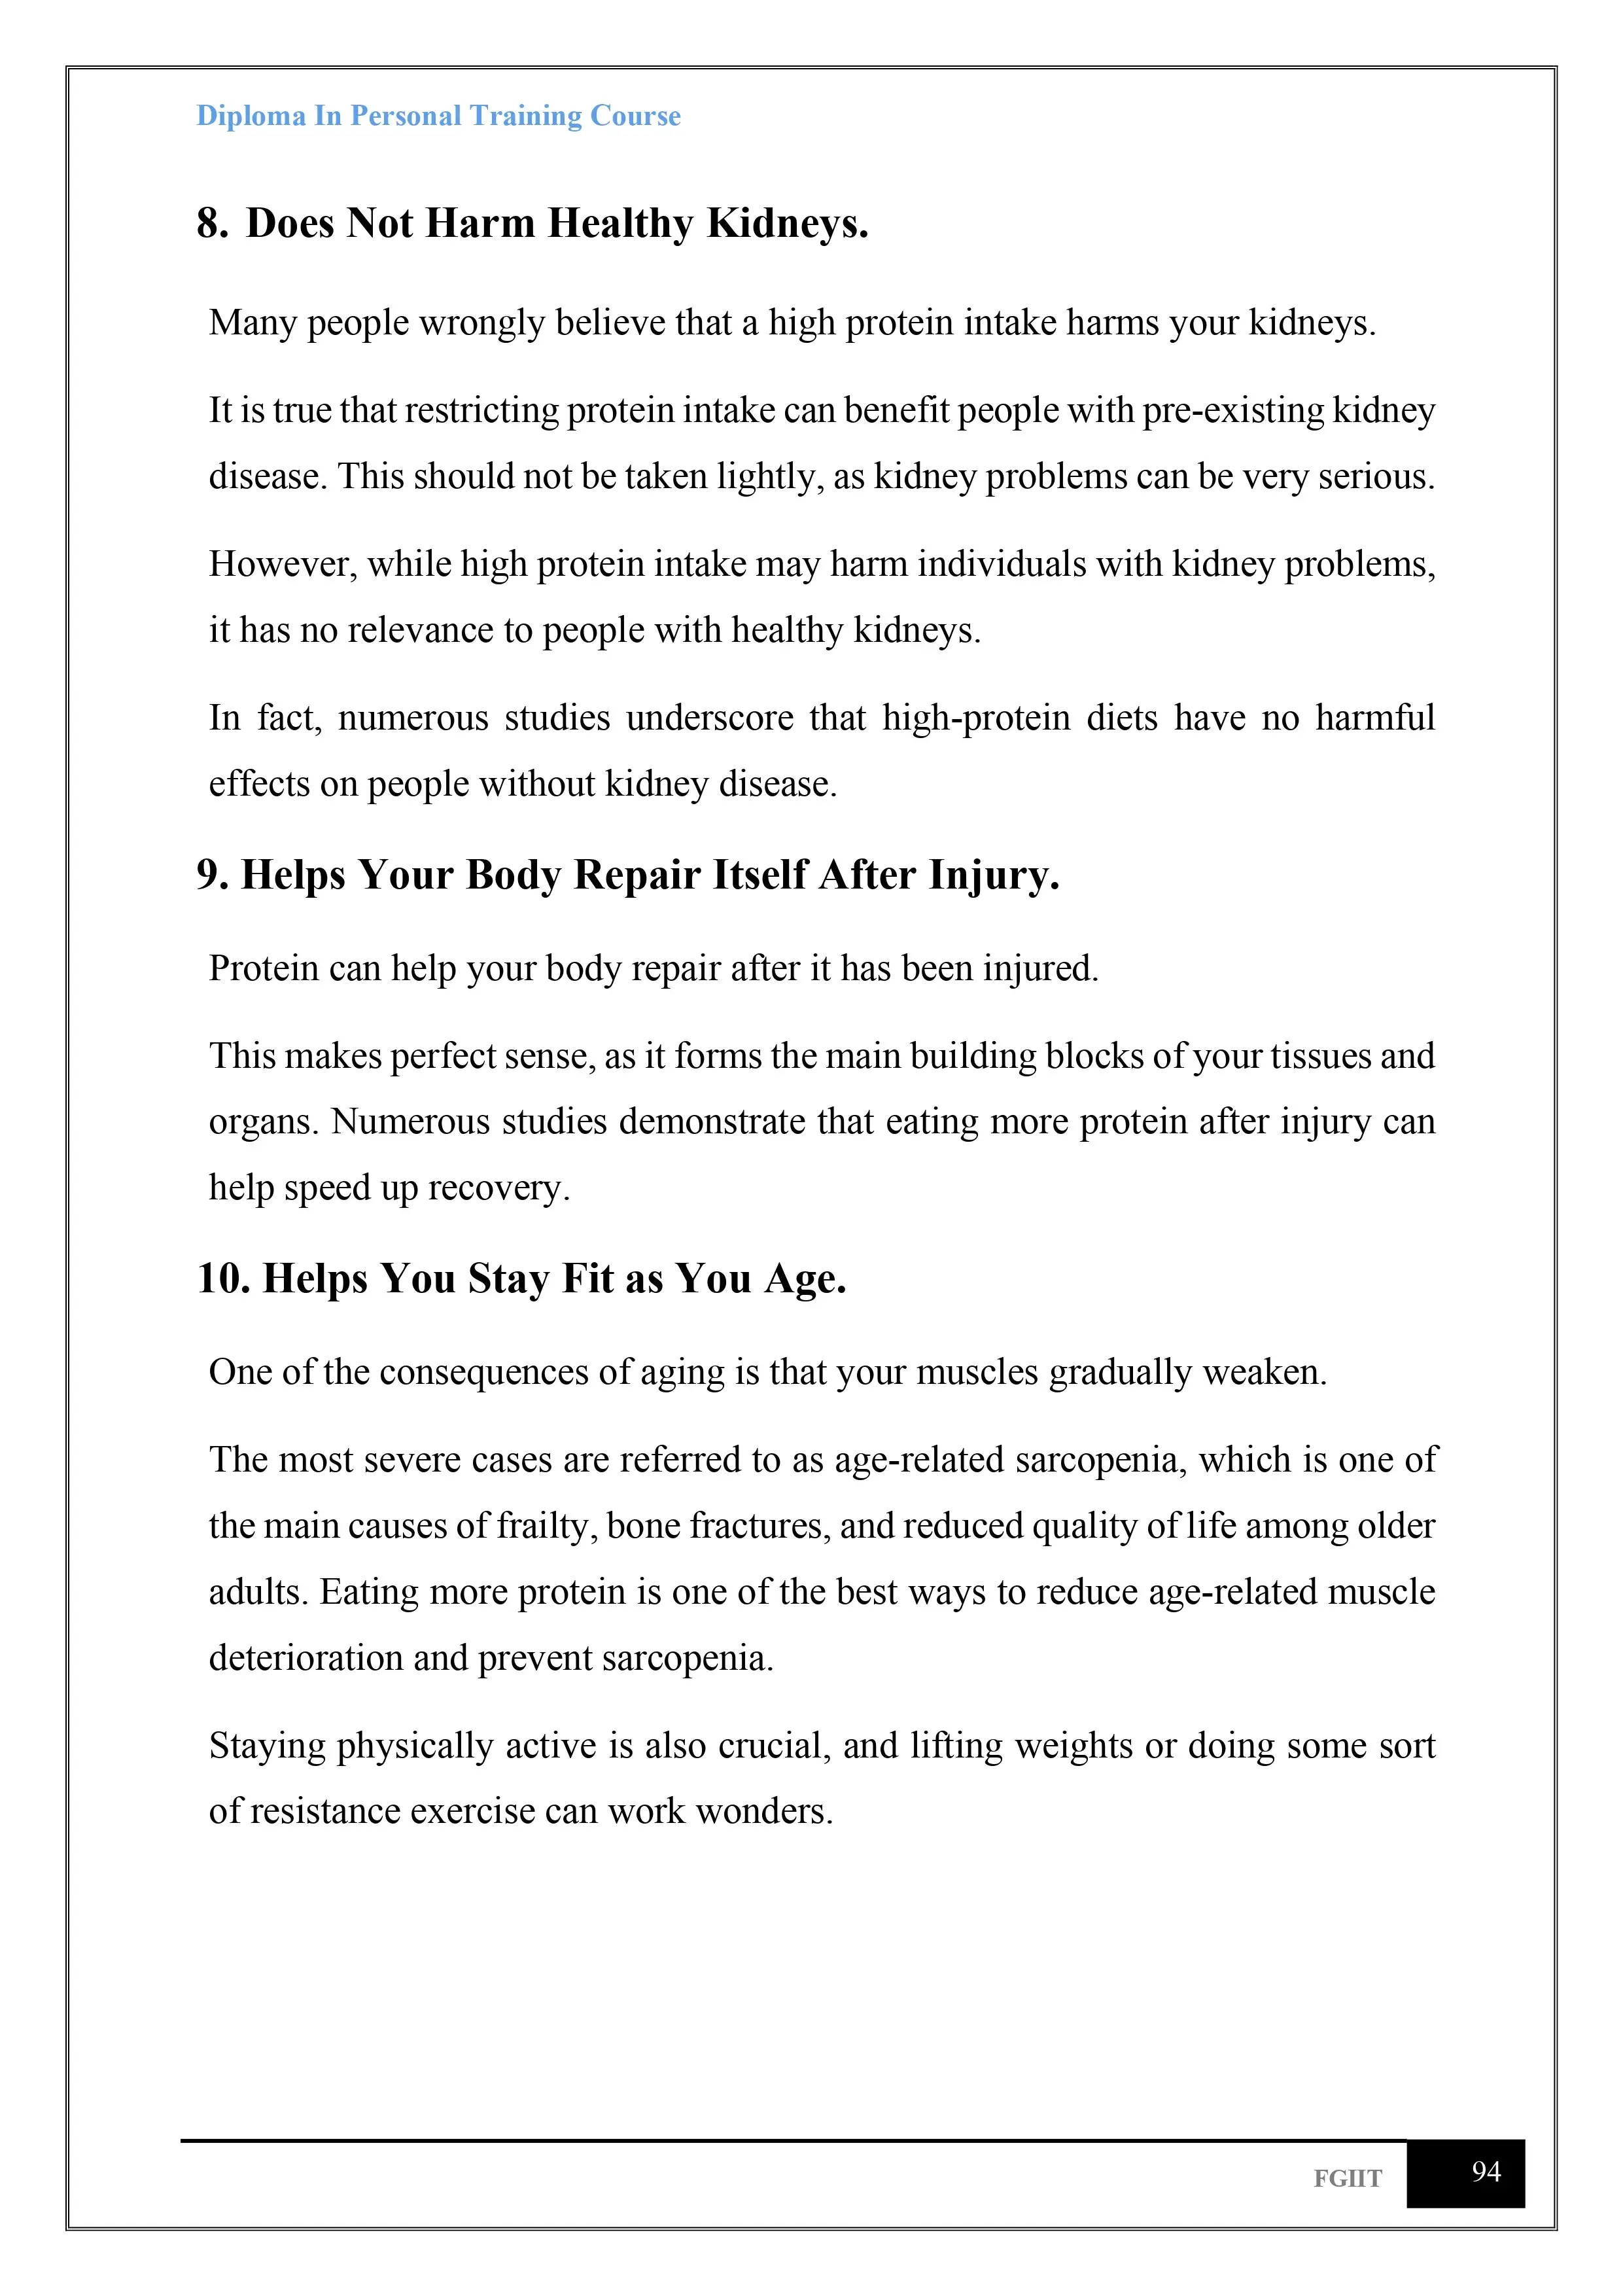 Diploma In Personal Training Course
8. Does Not Harm Healthy Kidneys.
Many people wrongly believe that a high protein intake harms your kidneys.
It is true that restricting protein intake can benefit people with pre-existing kidney
disease. This should not be taken lightly, as kidney problems can be very serious.
However, while high protein intake may harm individuals with kidney problems,
it has no relevance to people with healthy kidneys.
In fact, numerous studies underscore that high-protein diets have no harmful
effects on people without kidney disease.
9. Helps Your Body Repair Itself After Injury.
Protein can help your body repair after it has been injured.
This makes perfect sense, as it forms the main building blocks of your tissues and
organs. Numerous studies demonstrate that eating more protein after injury can
help speed up recovery.
10. Helps You Stay Fit as You Age.
One of the consequences of aging is that your muscles gradually weaken.
The most severe cases are referred to as age-related sarcopenia, which is one of
the main causes of frailty, bone fractures, and reduced quality of life among older
adults. Eating more protein is one of the best ways to reduce age-related muscle
deterioration and prevent sarcopenia.
Staying physically active is also crucial, and lifting weights or doing some sort
of resistance exercise can work wonders.
FGIIT 94